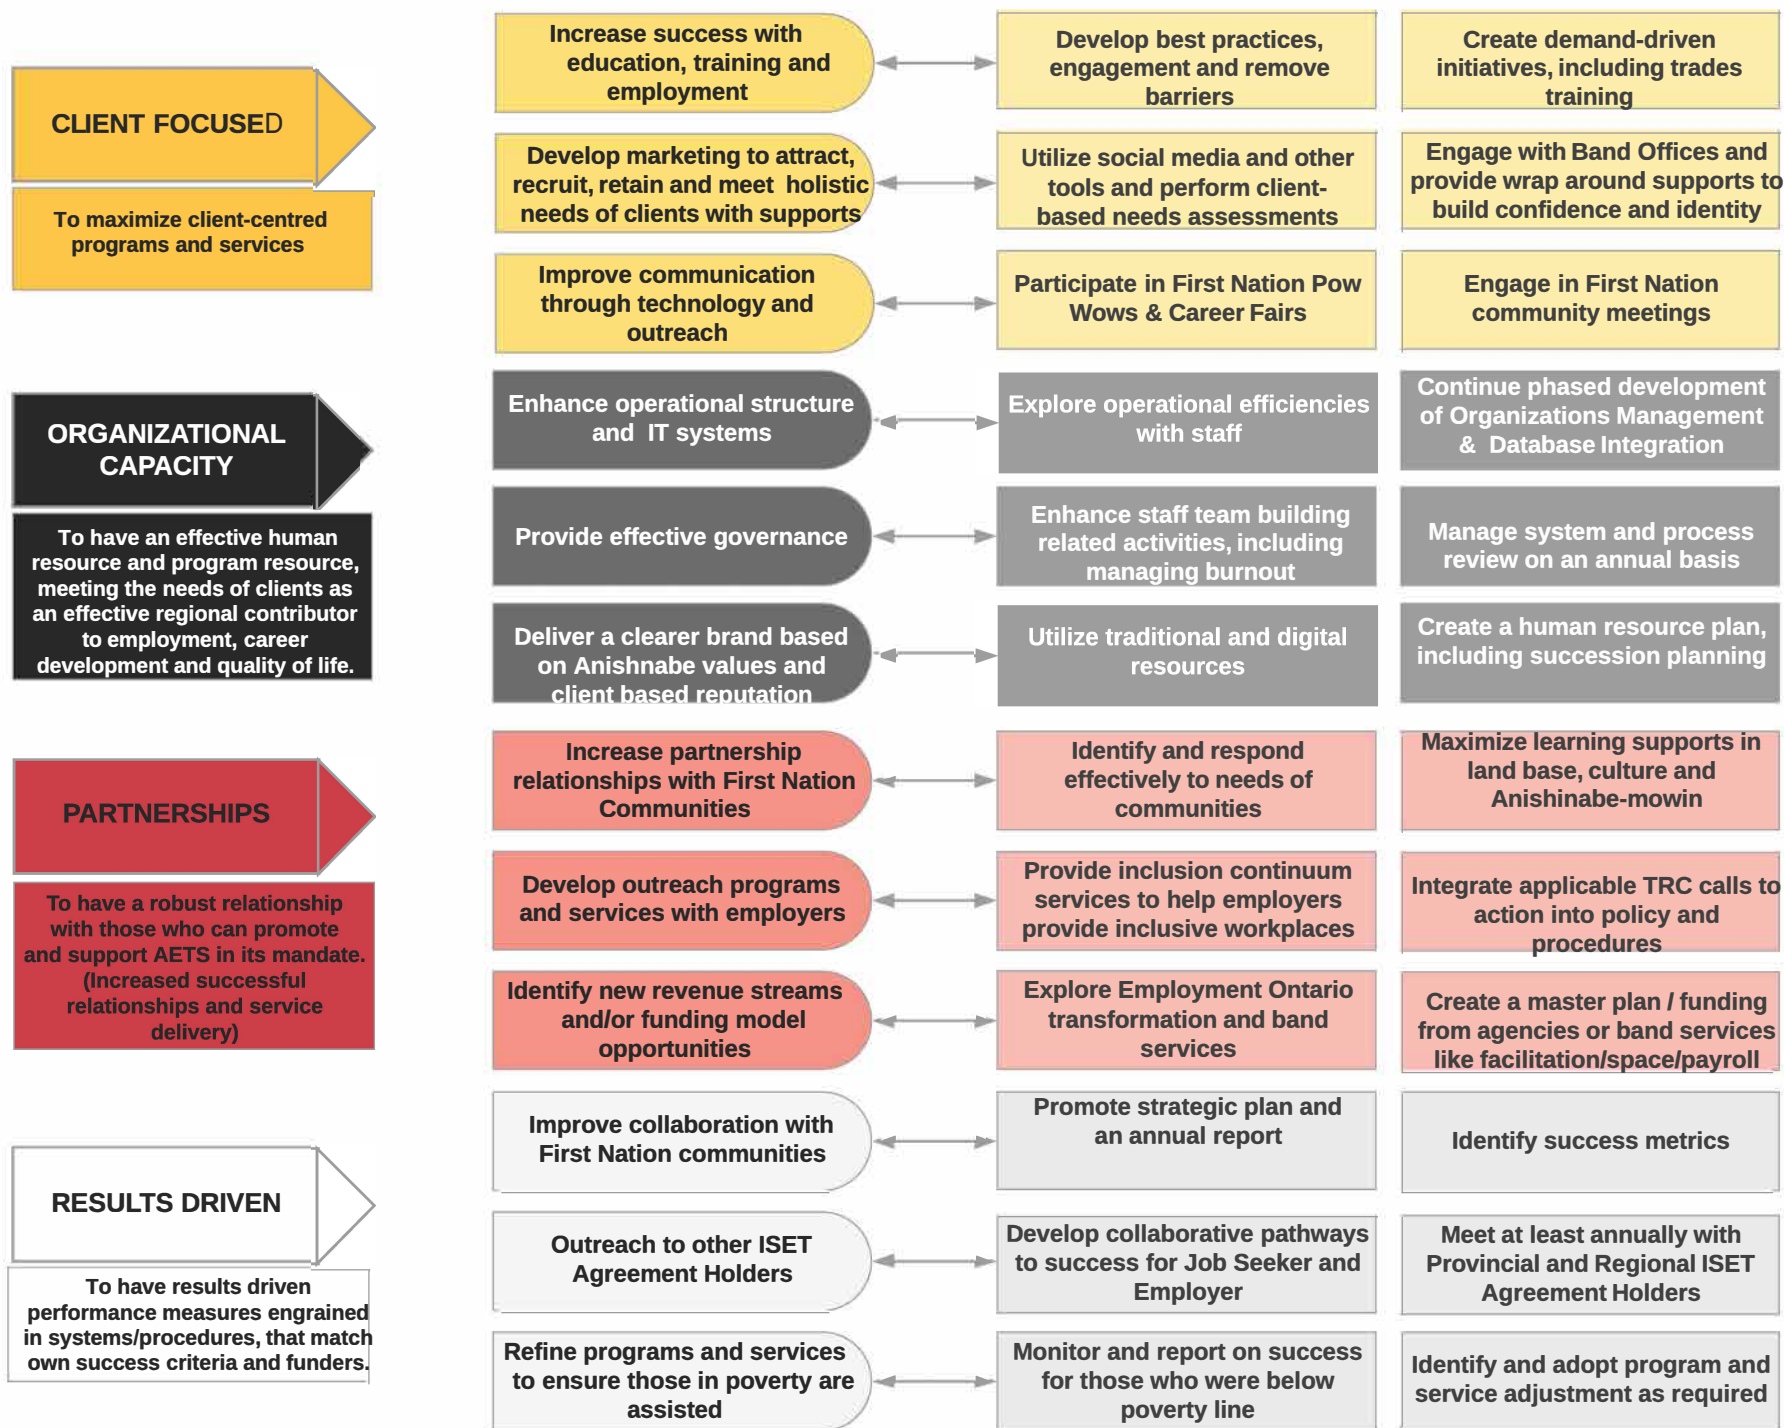 CLIENT FOCUSED
To maximize client-centred
programs and services
Increase success with
education, training and
employment
Develop best practices,
engagement and remove
barriers
Create demand-driven
initiatives, including trades
training
Develop marketing to attract,
recruit, retain and meet holistic
needs of clients with supports
Utilize social media and other
tools and perform client-
based needs assessments
Engage with Band Offices and
provide wrap around supports to
build confidence and identity
Improve communication
through technology and
outreach
Participate in First Nation Pow
Wows & Career Fairs
Engage in First Nation
community meetings
ORGANIZATIONAL
CAPACITY
To have an effective human
resource and program resource,
meeting the needs of clients as
an effective regional contributor
to employment, career
development and quality of life.
Enhance operational structure
and IT systems
Explore operational efficiencies
with staff
Continue phased development
of Organizations Management
& Database Integration
Provide effective governance
Enhance staff team building
related activities, including
managing burnout
Manage system and process
review on an annual basis
Deliver a clearer brand based
on Anishnabe values and
client based reputation
Utilize traditional and digital
resources
Create a human resource plan,
including succession planning
PARTNERSHIPS
To have a robust relationship
with those who can promote
and support AETS in its mandate.
(Increased successful
relationships and service
delivery)
Increase partnership
relationships with First Nation
Communities
Identify and respond
effectively to needs of
communities
Maximize learning supports in
land base, culture and
Anishinabe-mowin
Develop outreach programs
and services with employers
Provide inclusion continuum
services to help employers
provide inclusive workplaces
Integrate applicable TRC calls to
action into policy and
procedures
Identify new revenue streams
and/or funding model
opportunities
Explore Employment Ontario
transformation and band
services
Create a master plan / funding
from agencies or band services
like facilitation/space/payroll
RESULTS DRIVEN
To have results driven
performance measures engrained
in systems/procedures, that match
own success criteria and funders.
Improve collaboration with
First Nation communities
Promote strategic plan and
an annual report
Identify success metrics
Outreach to other ISET
Agreement Holders
Develop collaborative pathways
to success for Job Seeker and
Employer
Meet at least annually with
Provincial and Regional ISET
Agreement Holders
Refine programs and services
to ensure those in poverty are
assisted
Monitor and report on success
for those who were below
poverty line
Identify and adopt program and
service adjustment as required